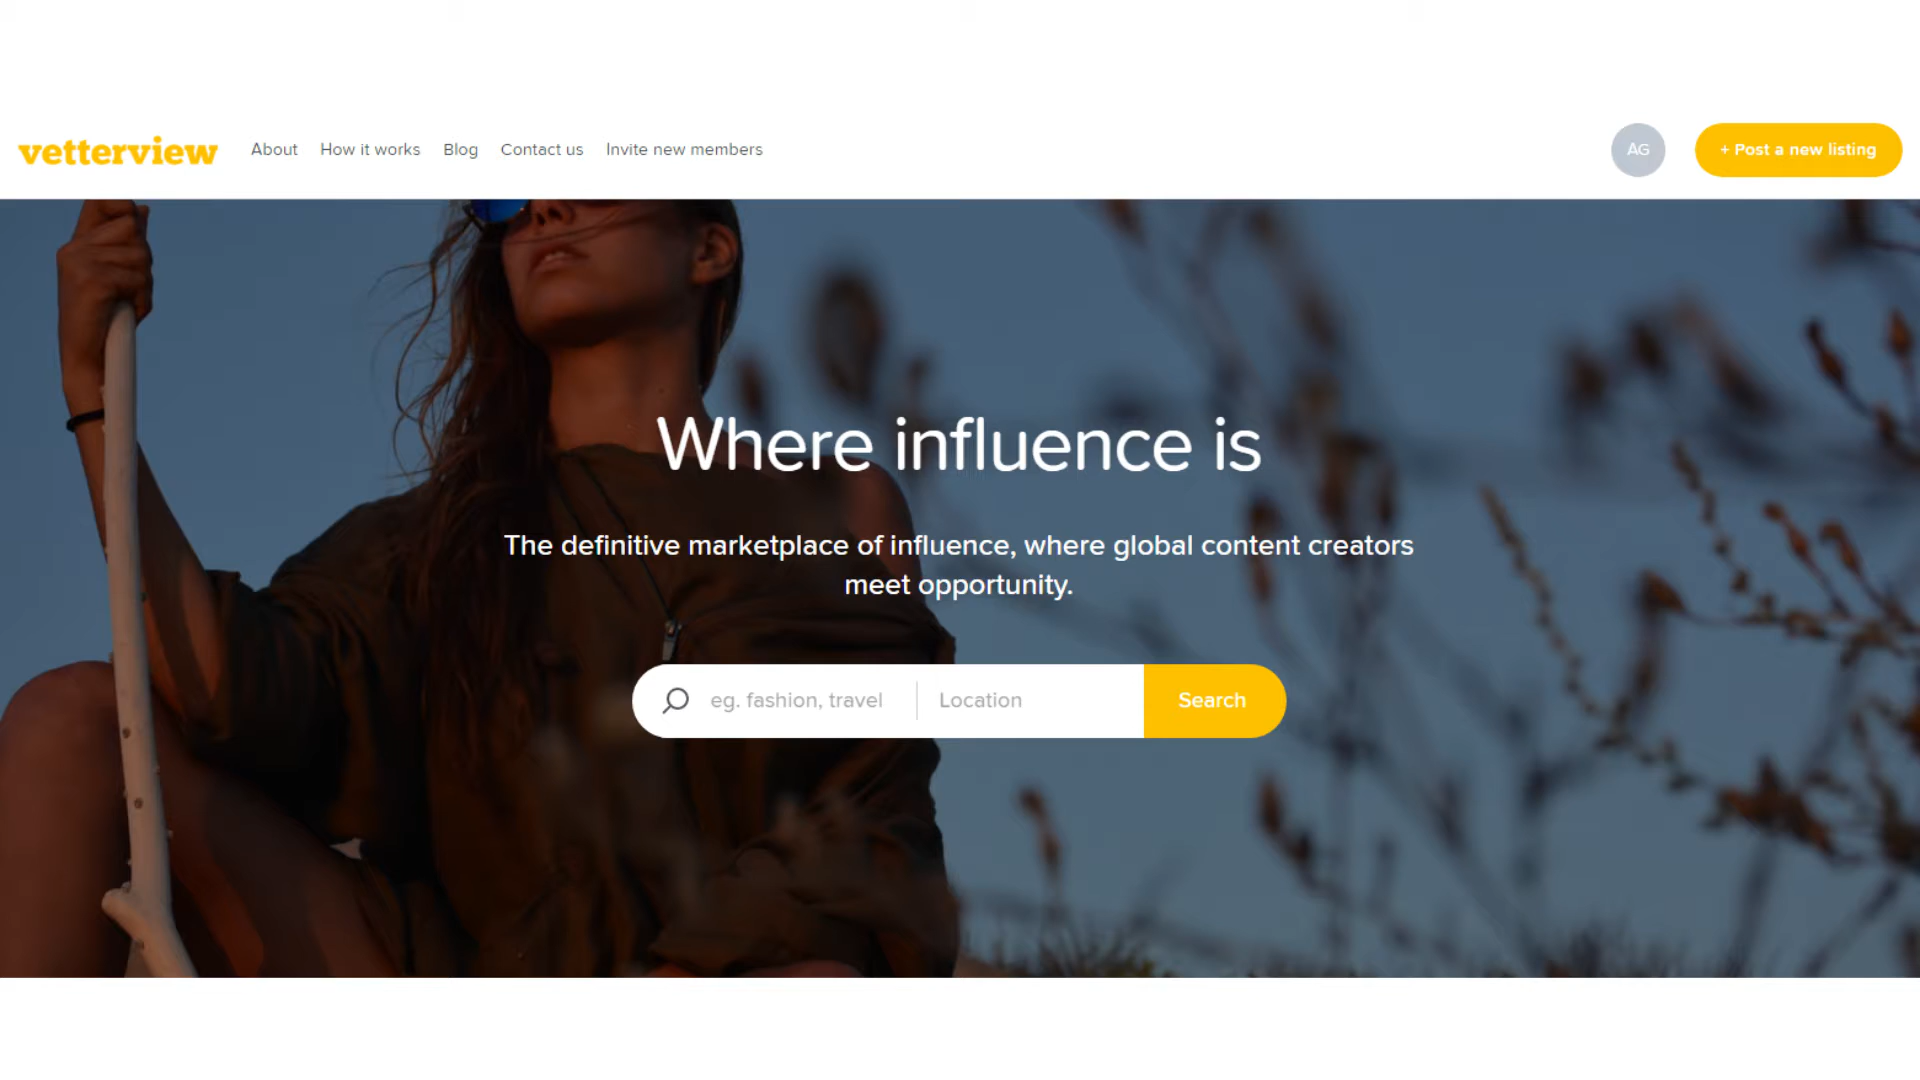 vetterview
About
How it works
Blog
Contact us
Invite new members
AG
+ Post a new listing
Where influence is
The definitive marketplace of influence, where global content creators
meet opportunity.
eg. fashion, travel
Location
Search